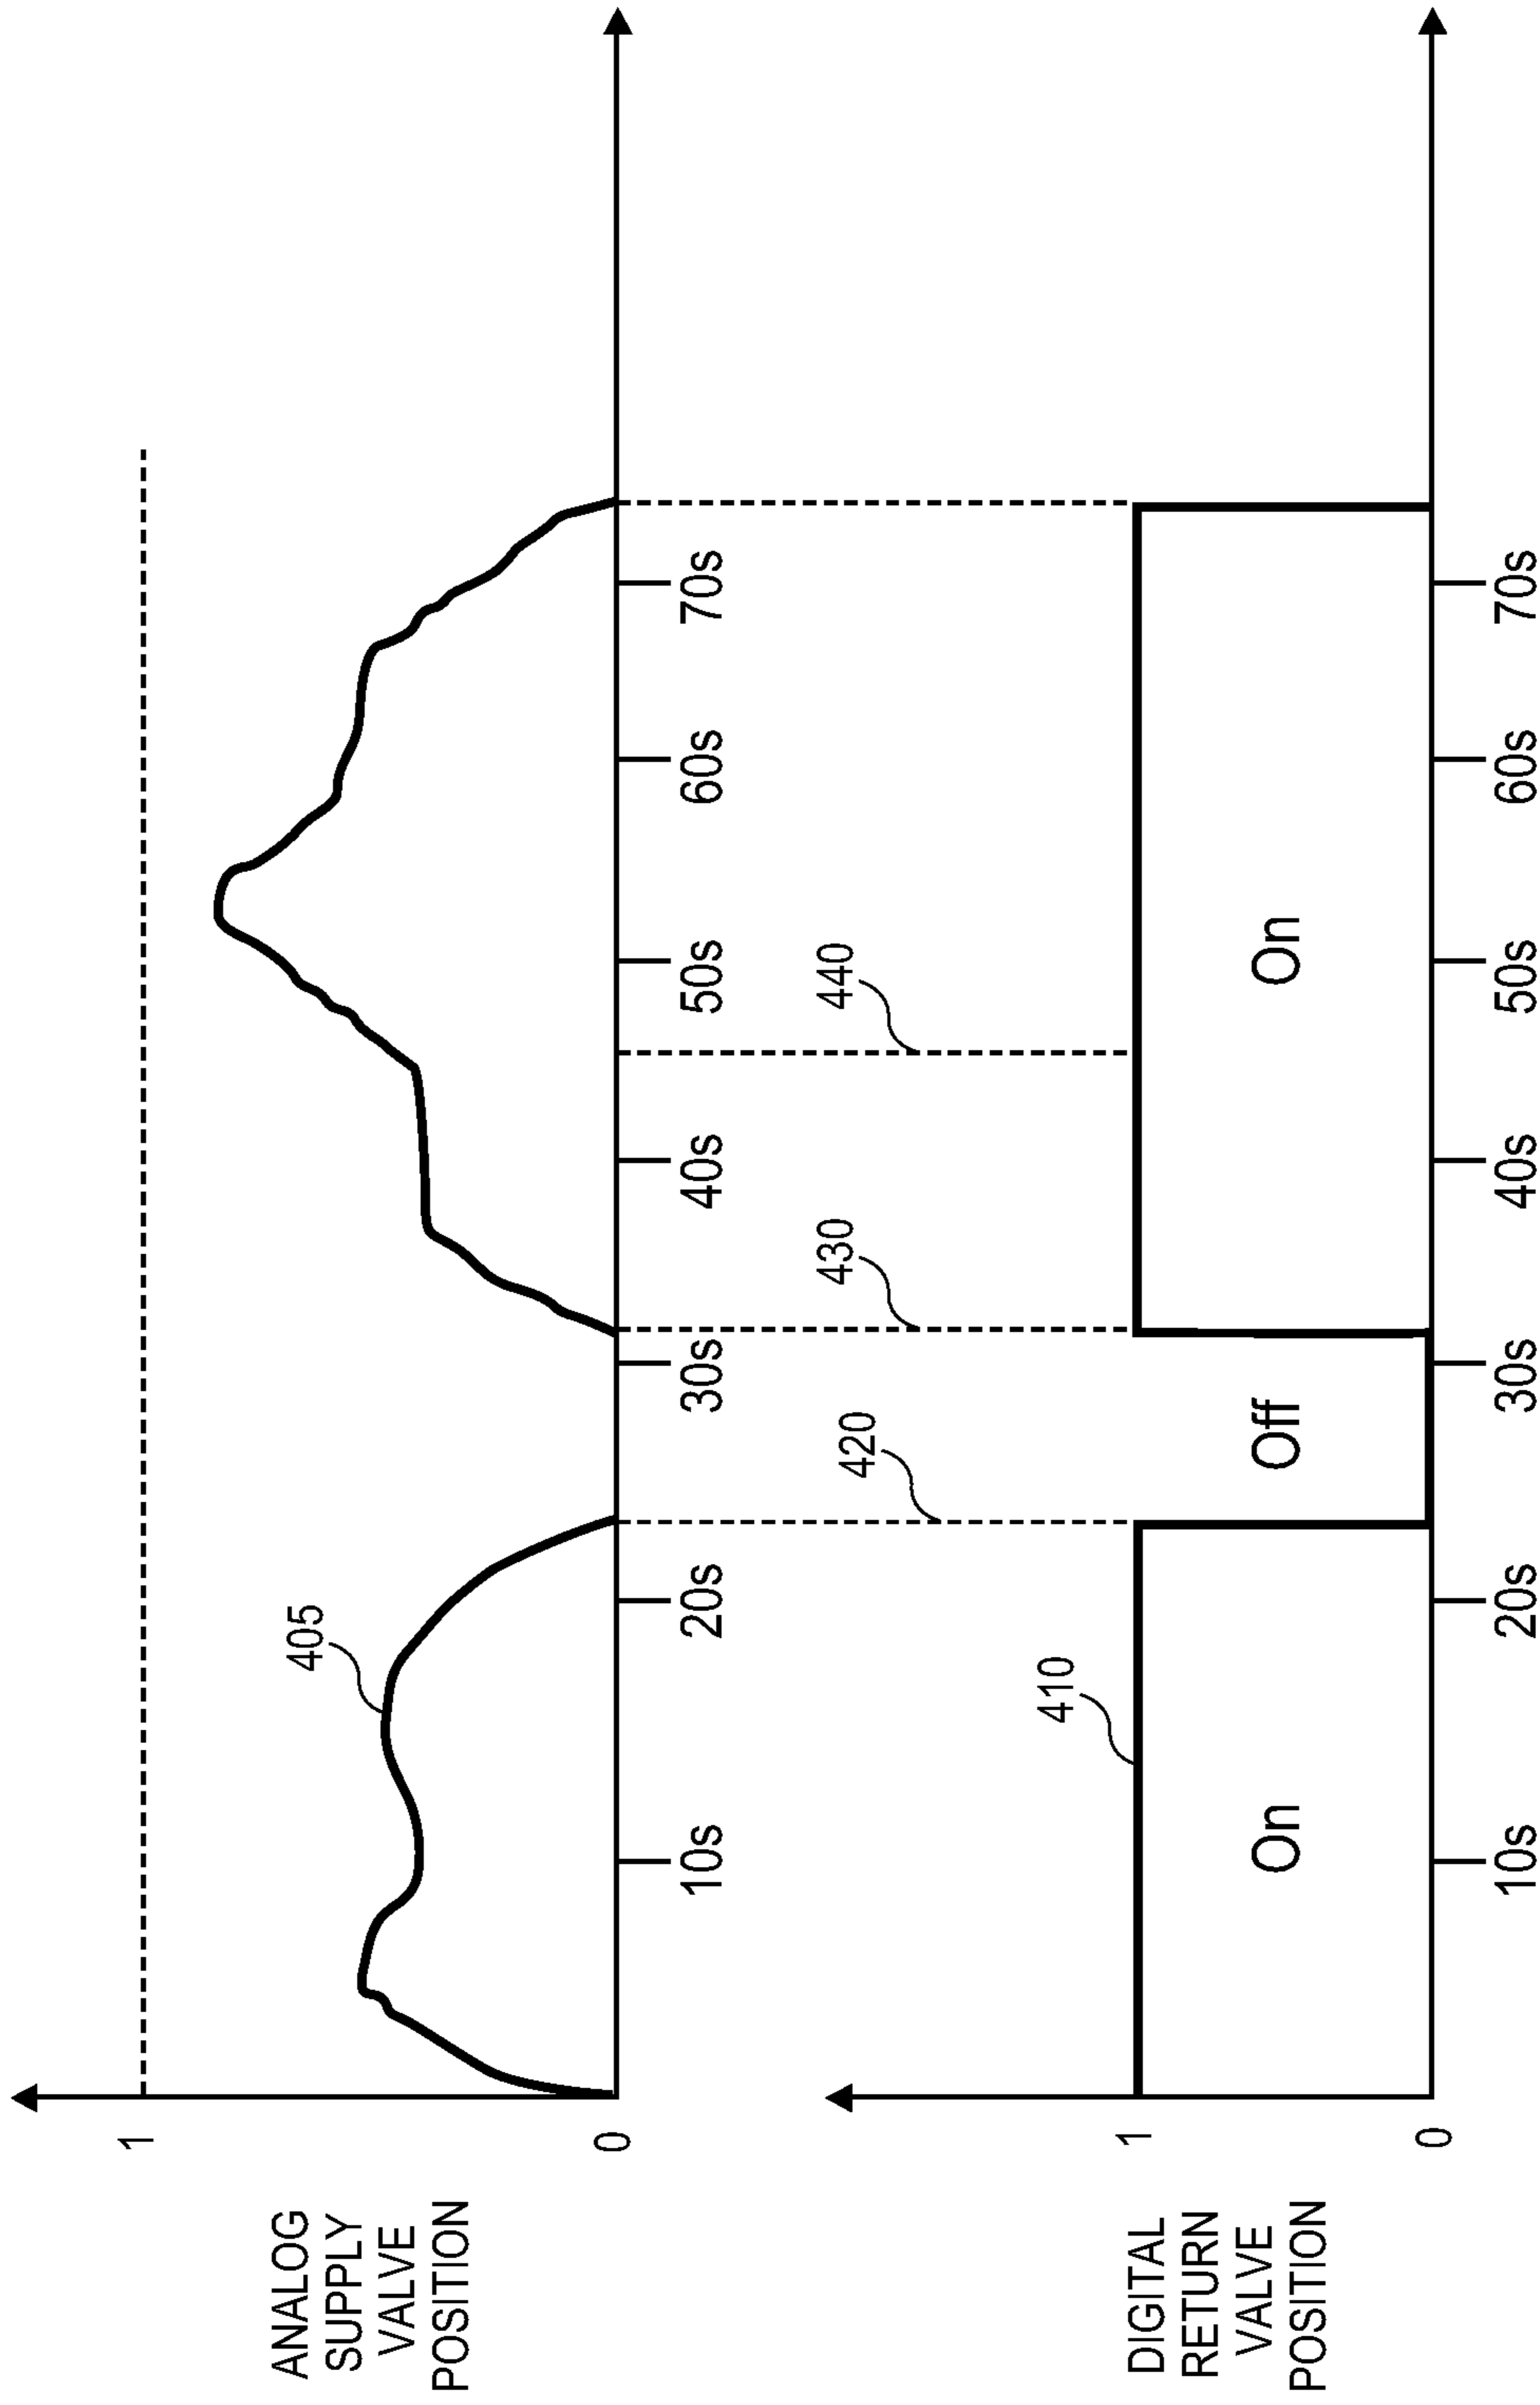 ANALOG
SUPPLY
VALVE
POSITION
1
0
405
10s
20s
30s
40s
50s
60s
70s
420
430
440
DIGITAL
RETURN
VALVE
POSITION
1
0
410
On
Off
On
10s
20s
30s
40s
50s
60s
70s